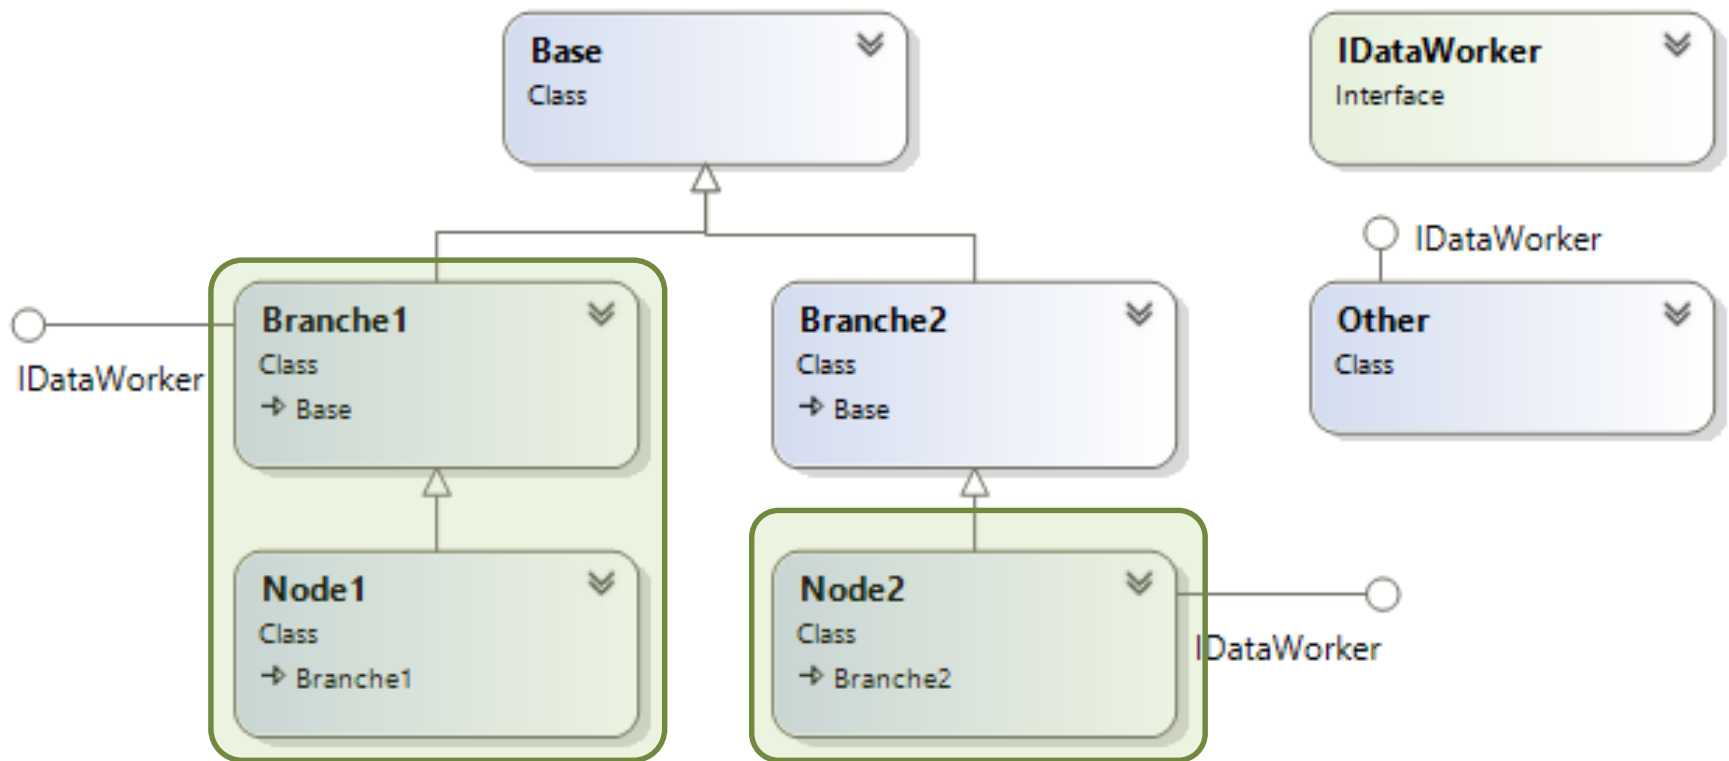 Base
Class
IDataWorker
Interface
IDataWorker
Branche1
Class
Base
IDataWorker
Branche2
Class
Base
Other
Class
Node1
Class
Branche1
Node2
Class
Branche2
IDataWorker